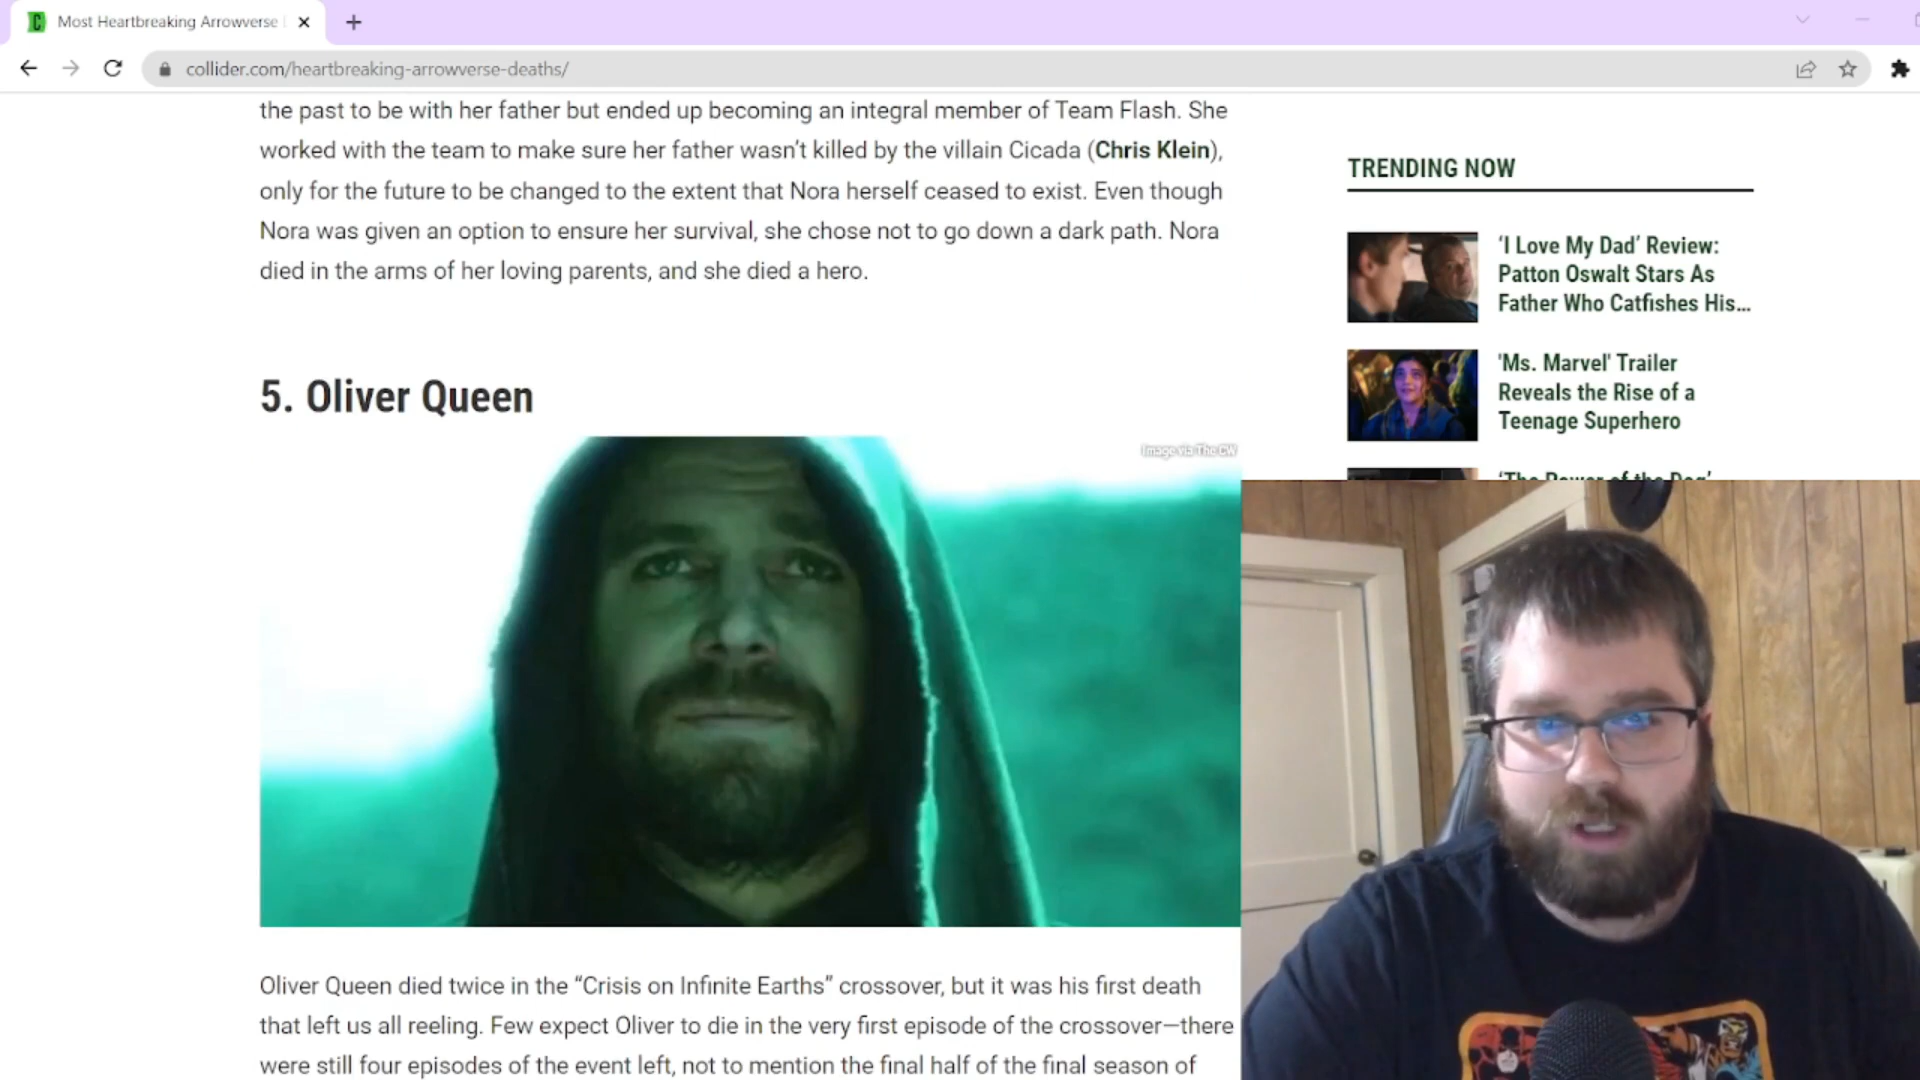 Most Heartbreaking Arrowverse
collider.com/heartbreaking-arrowverse-deaths/
the past to be with her father but ended up becoming an integral member of Team Flash. She
worked with the team to make sure her father wasn’t killed by the villain Cicada (Chris Klein),
only for the future to be changed to the extent that Nora herself ceased to exist. Even though
Nora was given an option to ensure her survival, she chose not to go down a dark path. Nora
died in the arms of her loving parents, and she died a hero.
5. Oliver Queen
Image via The CW
Oliver Queen died twice in the “Crisis on Infinite Earths” crossover, but it was his first death
that left us all reeling. Few expect Oliver to die in the very first episode of the crossover—there
were still four episodes of the event left, not to mention the final half of the final season of
TRENDING NOW
‘I Love My Dad’ Review:
Patton Oswalt Stars As
Father Who Catfishes His...
'Ms. Marvel' Trailer
Reveals the Rise of a
Teenage Superhero
‘The Power of the Dog’